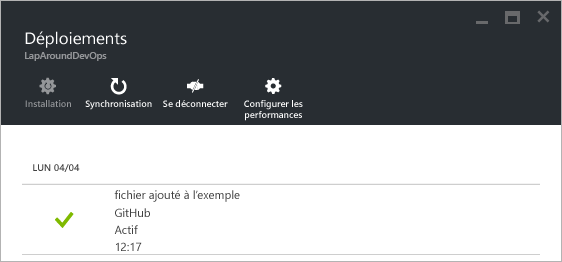 Déploiements
LapAroundDevOps
Installation
Synchronisation
Se déconnecter
Configurer les
performances
LUN 04/04
fichier ajouté à l'exemple
GitHub
Actif
12:17